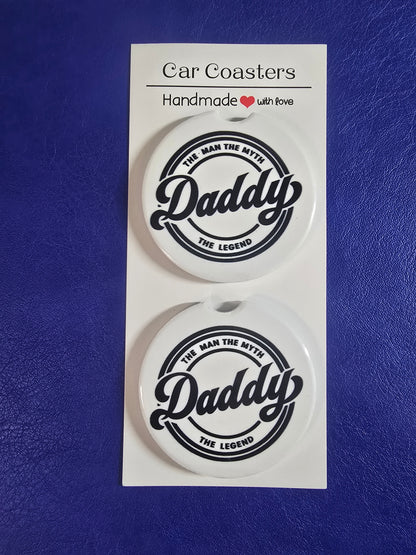 Car Coasters
Handmade ❤ with love
THE MAN THE MYTH
Daddy
THE LEGEND
THE MAN THE MYTH
Daddy
THE LEGEND